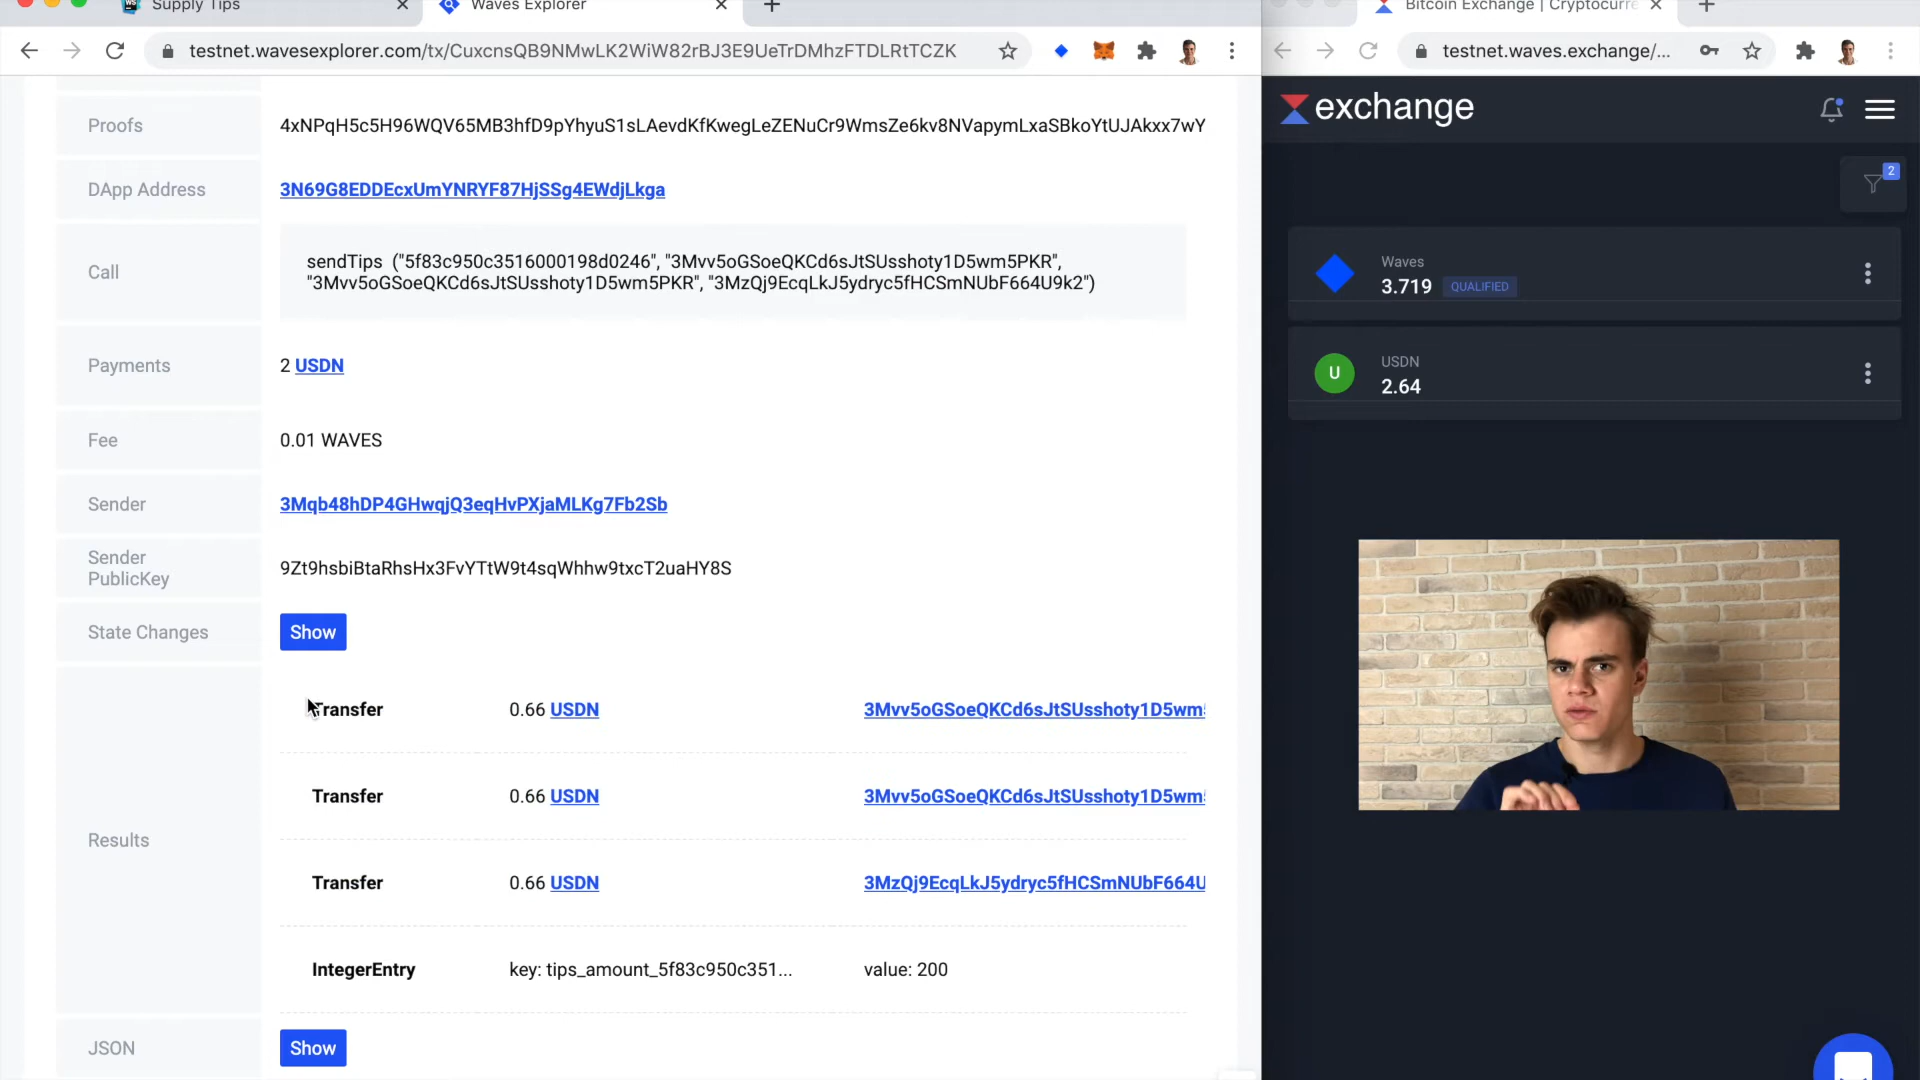 Supply Tips
Waves Explorer
Bitcoin Exchange | Cryptocurre
testnet.wavesexplorer.com/tx/CuxcnsQB9NMwLK2WiW82rBJ3E9UeTrDMhzFTDLRtTCZK
testnet.waves.exchange/...
Proofs
4xNPqH5c5H96WQV65MB3hfD9pYhyuS1sLAevdKfKwegLeZENuCr9WmsZe6kv8NVapymLxaSBkoYtUJAkxx7wY
DApp Address
3N69G8EDDEcxUmYNRYF87HjSSg4EWdjLkga
Call
sendTips ("5f83c950c3516000198d0246", "3Mvv5oGSoeQKCd6sJtSUsshoty1D5wm5PKR",
"3Mvv5oGSoeQKCd6sJtSUsshoty1D5wm5PKR", "3MzQj9EcqLkJ5ydryc5fHCSmNUbF664U9k2")
Payments
2 USDN
Fee
0.01 WAVES
Sender
3Mqb48hDP4GHwqjQ3eqHvPXjaMLKg7Fb2Sb
Sender
PublicKey
9Zt9hsbiBtaRhsHx3FvYTtW9t4sqWhhw9txcT2uaHY8S
State Changes
Show
Results
Transfer 0.66 USDN 3Mvv5oGSoeQKCd6sJtSUsshoty1D5wm
Transfer 0.66 USDN 3Mvv5oGSoeQKCd6sJtSUsshoty1D5wm
Transfer 0.66 USDN 3MzQj9EcqLkJ5ydryc5fHCSmNUbF664U
IntegerEntry key: tips_amount_5f83c950c351... value: 200
JSON
Show
exchange
2
Waves
3.719 QUALIFIED
U
USDN
2.64